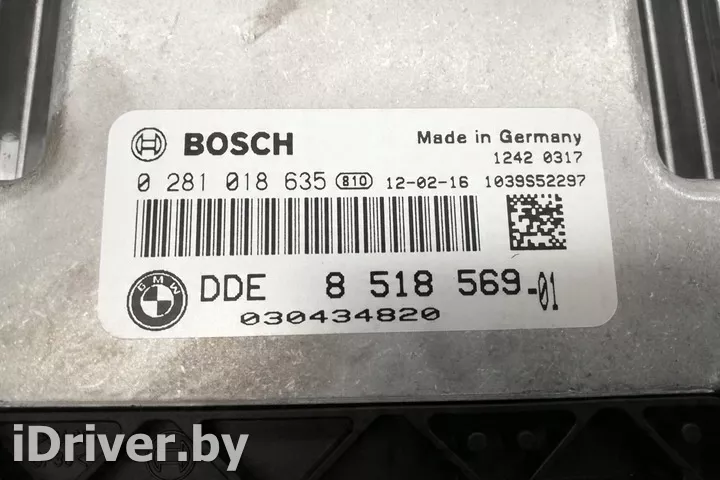 BOSCH
Made in Germany
1242 0317
0 281 018 635 810 12-02-16 1039S52297
BMW
DDE 8 518 569-01
030434820
iDriver.by